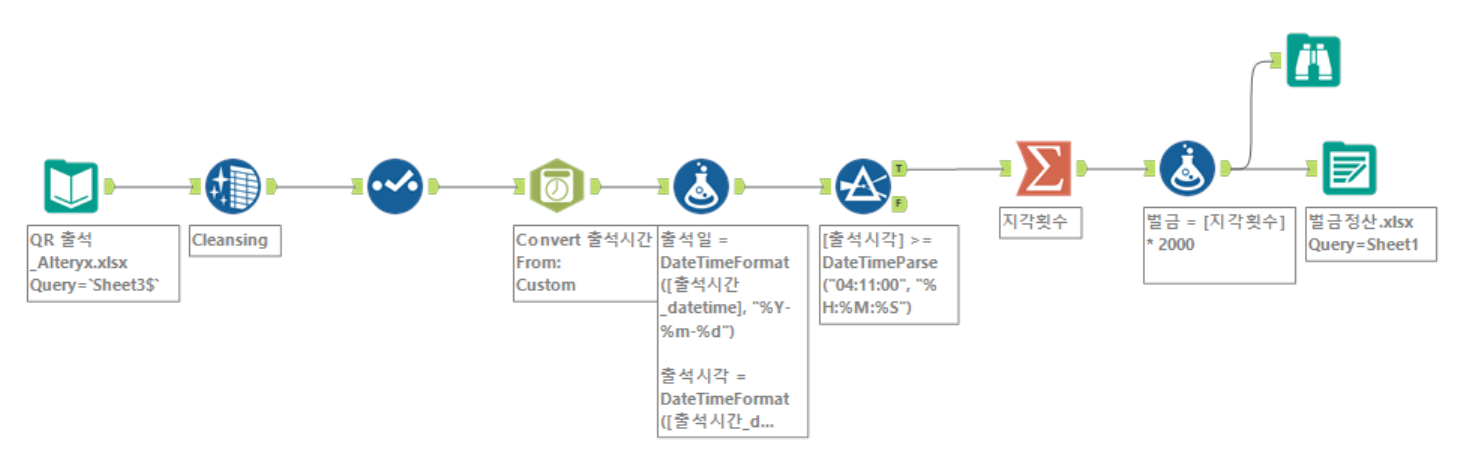 QR 출석
_Alteryx.xlsx
Query=`Sheet3$`
Cleansing
Convert 출석시간
From:
Custom
출석일 =
DateTimeFormat
([출석시간
_datetime], "%Y-
%m-%d")
출석시각 =
DateTimeFormat
([출석시간_d...
[출석시각] >=
DateTimeParse
("04:11:00", "%
H:%M:%S")
T
F
지각횟수
벌금 = [지각횟수]
* 2000
벌금정산.xlsx
Query=Sheet1